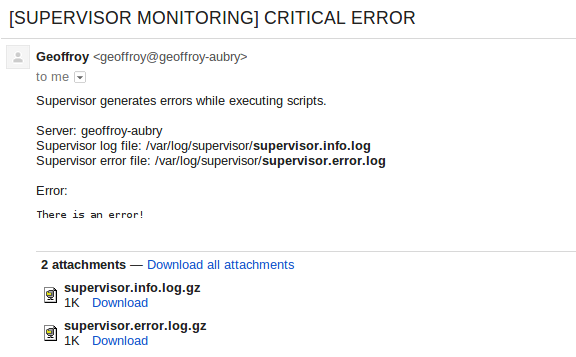 [SUPERVISOR MONITORING] CRITICAL ERROR
Geoffroy <geoffroy@geoffroy-aubry>
to me
Supervisor generates errors while executing scripts.
Server: geoffroy-aubry
Supervisor log file: /var/log/supervisor/supervisor.info.log
Supervisor error file: /var/log/supervisor/supervisor.error.log
Error:
There is an error!
2 attachments — Download all attachments
supervisor.info.log.gz
1K Download
supervisor.error.log.gz
1K Download